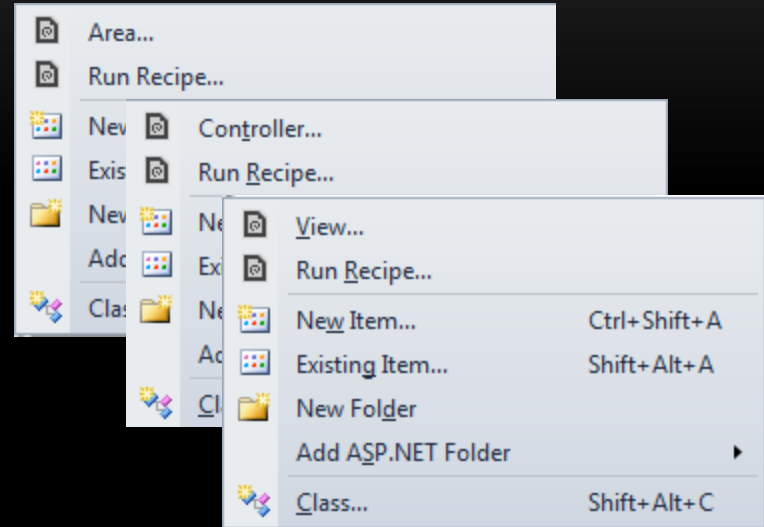 Area...
Run Recipe...
Controller...
Run Recipe...
View...
Run Recipe...
New Item... Ctrl+Shift+A
Existing Item... Shift+Alt+A
New Folder
Add ASP.NET Folder
Class... Shift+Alt+C